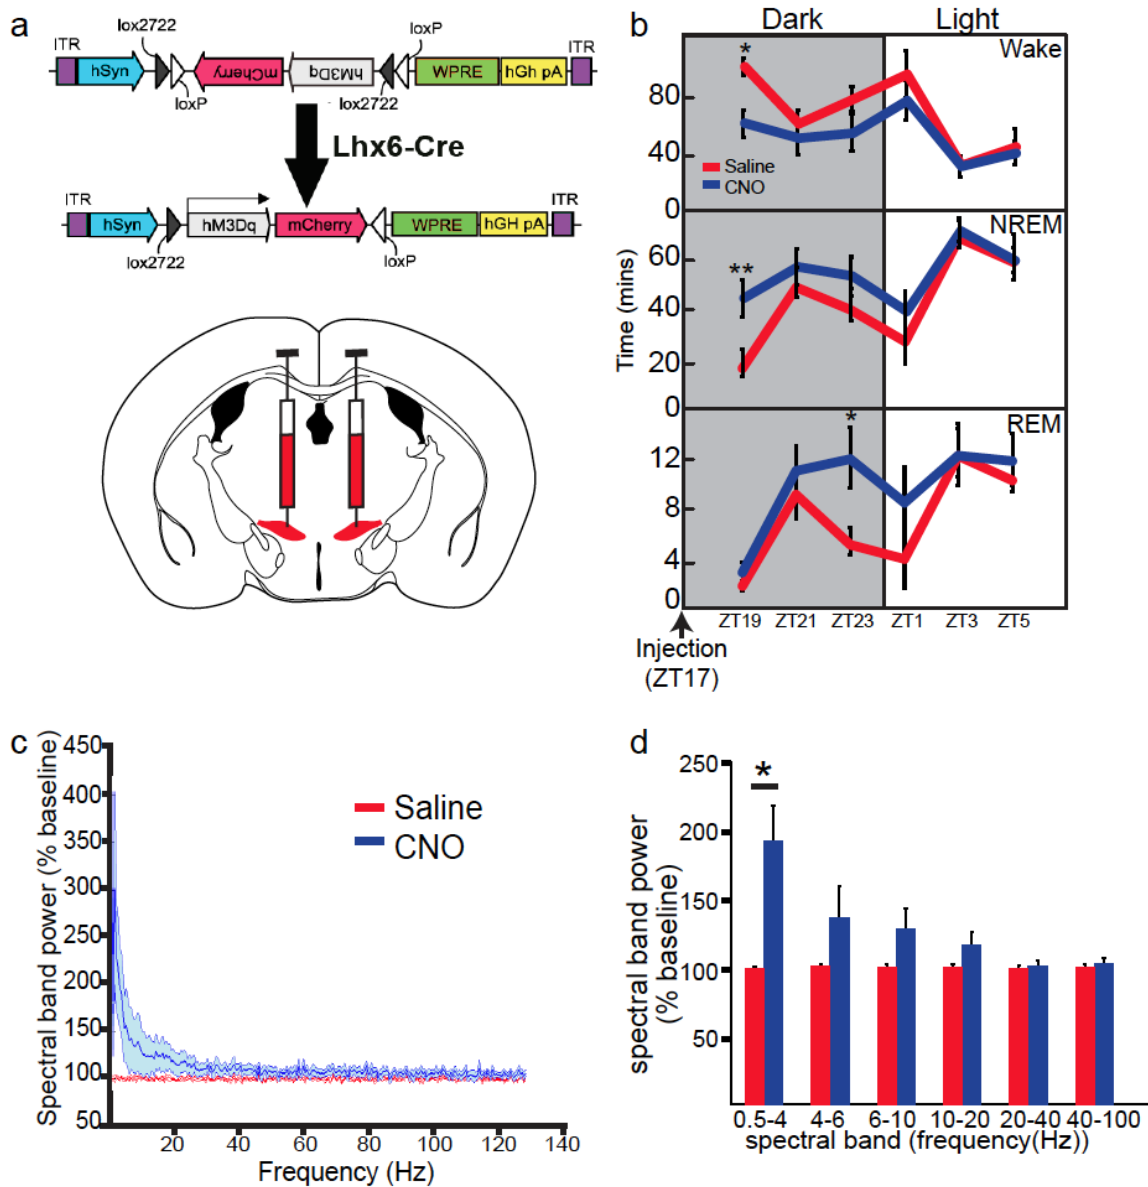 a
lox2722
loxP
ITR
ITR
hSyn
mCherry
hM3Dq
WPRE
hGh pA
loxP
lox2722
Lhx6-Cre
ITR
ITR
hSyn
hM3Dq
mCherry
WPRE
hGH pA
lox2722
loxP
b
Dark
Light
*
Wake
80
40
0
Saline
CNO
NREM
**
60
40
20
0
Time (mins)
*
REM
12
8
4
0
ZT19 ZT21 ZT23 ZT1 ZT3 ZT5
Injection
(ZT17)
c
450
400
350
300
250
200
150
100
50
Spectral band power (% baseline)
Saline
CNO
20 40 60 80 100 120 140
Frequency (Hz)
d
250
200
150
100
50
spectral band power
(% baseline)
*
0.5-4 4-6 6-10 10-20 20-40 40-100
spectral band (frequency(Hz))